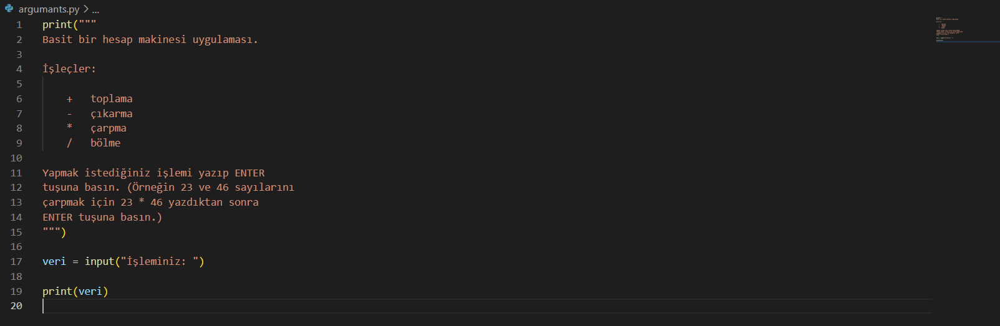 argumants.py > ...
1 print("""
2 Basit bir hesap makinesi uygulaması.
3
4 İşleçler:
5
6 + toplama
7 - çıkarma
8 * çarpma
9 / bölme
10
11 Yapmak istediğiniz işlemi yazıp ENTER
12 tuşuna basın. (Örneğin 23 ve 46 sayılarını
13 çarpmak için 23 * 46 yazdıktan sonra
14 ENTER tuşuna basın.)
15 """)
16
17 veri = input("İşleminiz: ")
18
19 print(veri)
20